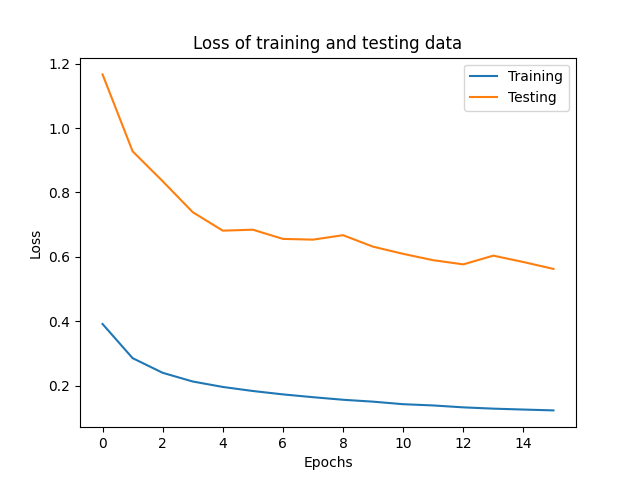 Loss of training and testing data
Training
Testing
1.2
1.0
0.8
0.6
0.4
0.2
Loss
0 2 4 6 8 10 12 14
Epochs